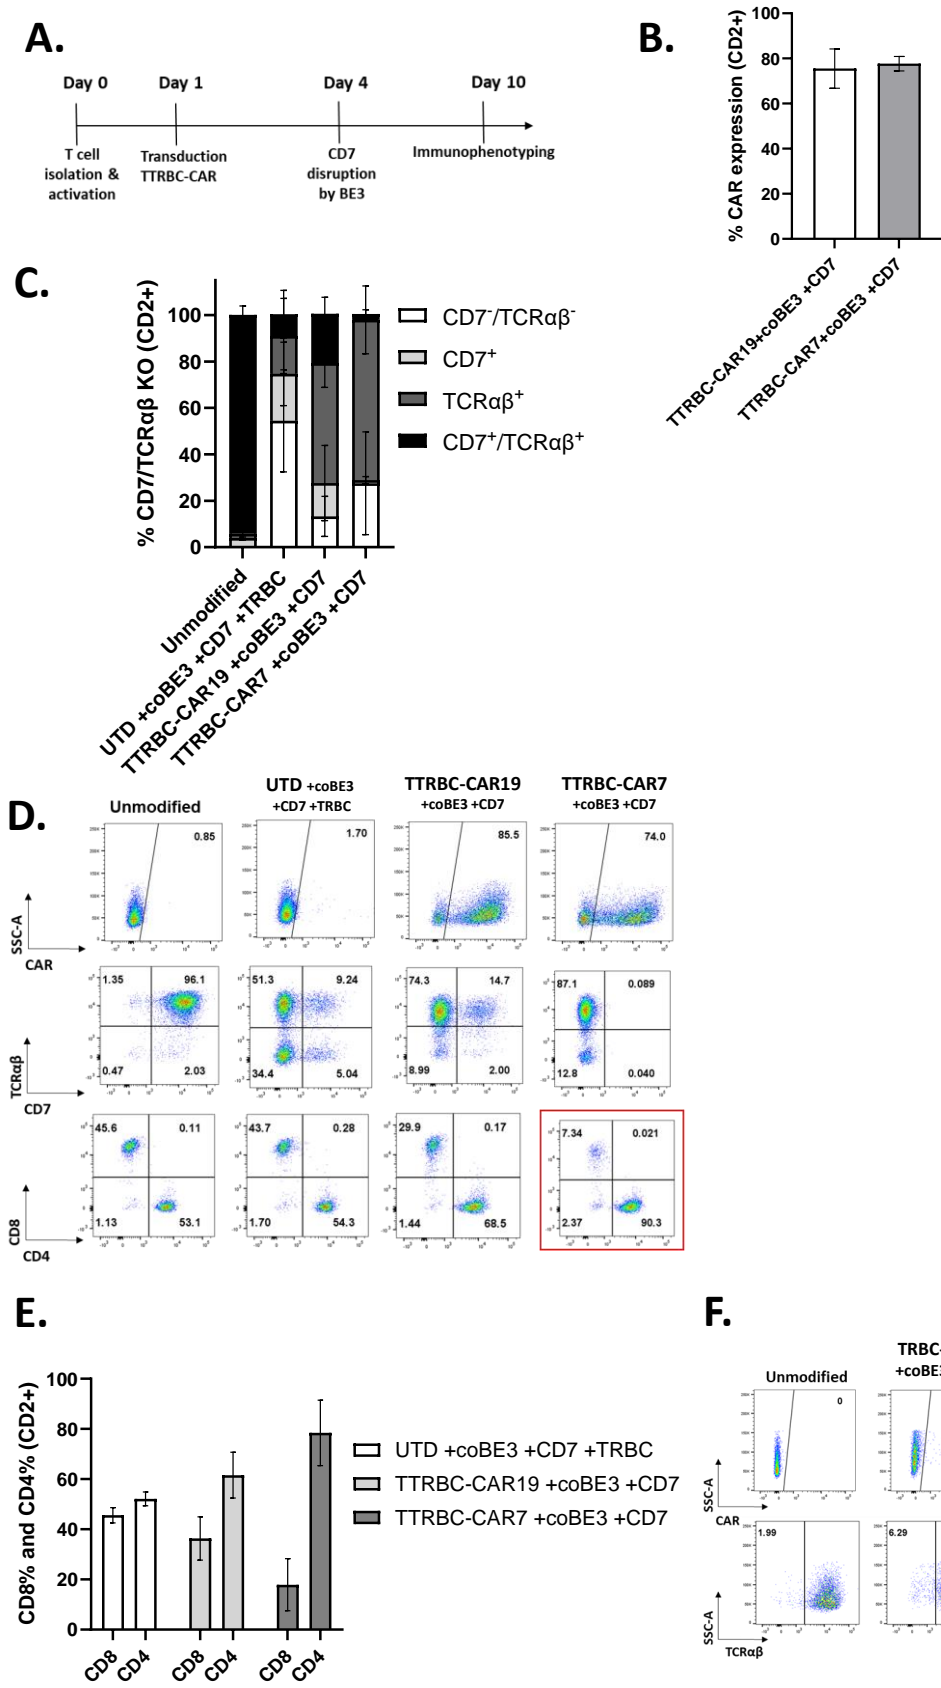 A.
Day 0
Day 1
Day 4
Day 10
T cell
isolation &
activation
Transduction
TTRBC-CAR
CD7
disruption
by BE3
Immunophenotyping
B.
% CAR expression (CD2+)
100
80
60
40
20
0
TTRBC-CAR19+coBE3 +CD7
TTRBC-CAR7+coBE3 +CD7
C.
% CD7/TCRαβ KO (CD2+)
100
80
60
40
20
0
Unmodified
UTD +coBE3 +CD7 +TRBC
TTRBC-CAR19 +coBE3 +CD7
TTRBC-CAR7 +coBE3 +CD7
CD7⁻/TCRαβ⁻
CD7⁺
TCRαβ⁺
CD7⁺/TCRαβ⁺
D.
Unmodified
UTD +coBE3
+CD7 +TRBC
TTRBC-CAR19
+coBE3 +CD7
TTRBC-CAR7
+coBE3 +CD7
SSC-A
CAR
0.85
1.70
85.5
74.0
TCRαβ
CD7
1.35 96.1
0.47 2.03
51.3 9.24
34.4 5.04
74.3 14.7
8.99 2.00
87.1 0.089
12.8 0.040
CD8
CD4
45.6 0.11
1.13 53.1
43.7 0.28
1.70 54.3
29.9 0.17
1.44 68.5
7.34 0.021
2.37 90.3
E.
CD8% and CD4% (CD2+)
100
80
60
40
20
0
CD8 CD4 CD8 CD4 CD8 CD4
UTD +coBE3 +CD7 +TRBC
TTRBC-CAR19 +coBE3 +CD7
TTRBC-CAR7 +coBE3 +CD7
F.
Unmodified
TRBC-
+coBE3
SSC-A
CAR
0
SSC-A
TCRαβ
1.99
6.29